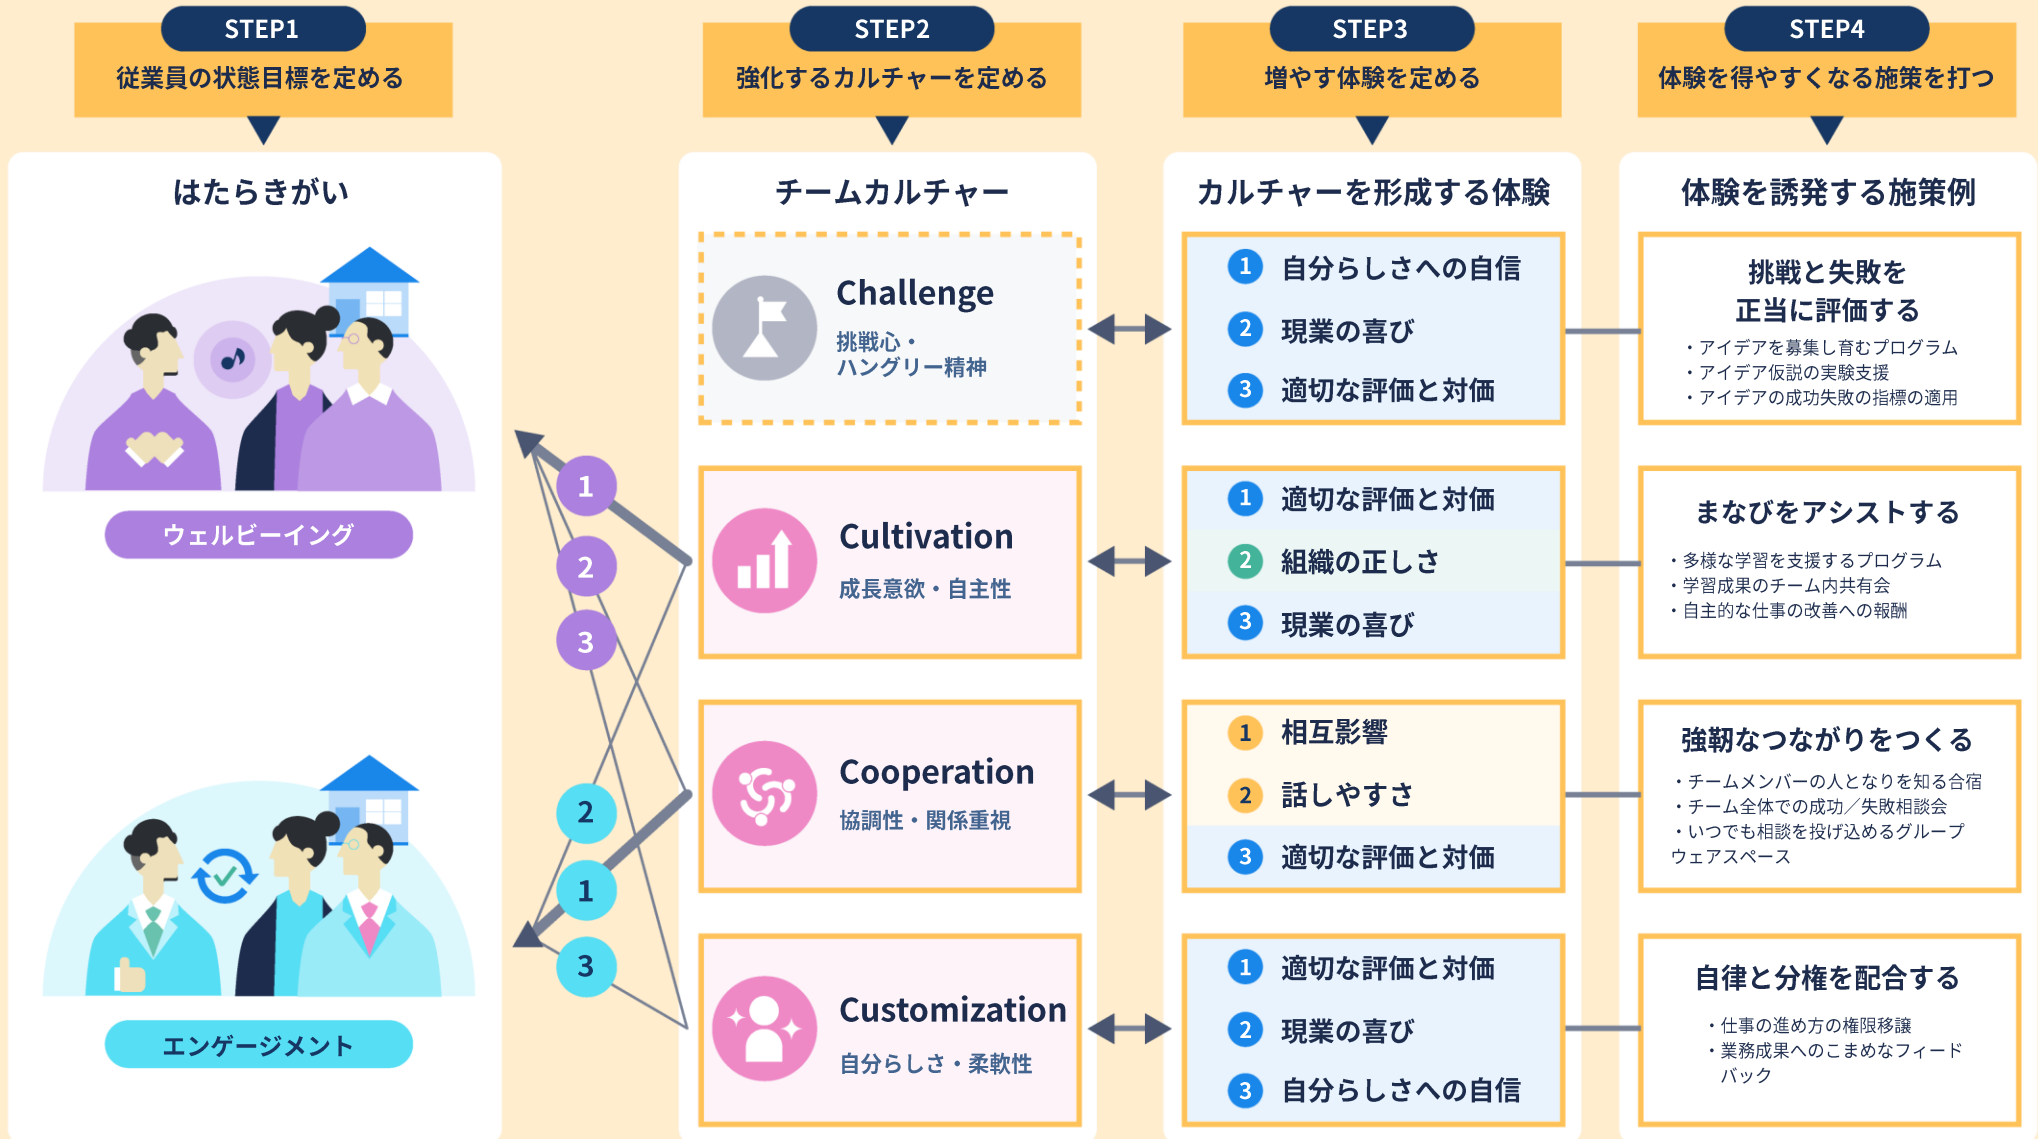 STEP1
従業員の状態目標を定める
はたらきがい
ウェルビーイング
エンゲージメント
1
2
3
2
1
3
STEP2
強化するカルチャーを定める
チームカルチャー
Challenge
挑戦心・
ハングリー精神
Cultivation
成長意欲・自主性
Cooperation
協調性・関係重視
Customization
自分らしさ・柔軟性
STEP3
増やす体験を定める
カルチャーを形成する体験
1 自分らしさへの自信
2 現業の喜び
3 適切な評価と対価
1 適切な評価と対価
2 組織の正しさ
3 現業の喜び
1 相互影響
2 話しやすさ
3 適切な評価と対価
1 適切な評価と対価
2 現業の喜び
3 自分らしさへの自信
STEP4
体験を得やすくなる施策を打つ
体験を誘発する施策例
挑戦と失敗を
正当に評価する
・アイデアを募集し育むプログラム
・アイデア仮説の実験支援
・アイデアの成功失敗の指標の適用
まなびをアシストする
・多様な学習を支援するプログラム
・学習成果のチーム内共有会
・自主的な仕事の改善への報酬
強靭なつながりをつくる
・チームメンバーの人となりを知る合宿
・チーム全体での成功／失敗相談会
・いつでも相談を投げ込めるグループ
ウェアスペース
自律と分権を配合する
・仕事の進め方の権限移譲
・業務成果へのこまめなフィード
バック